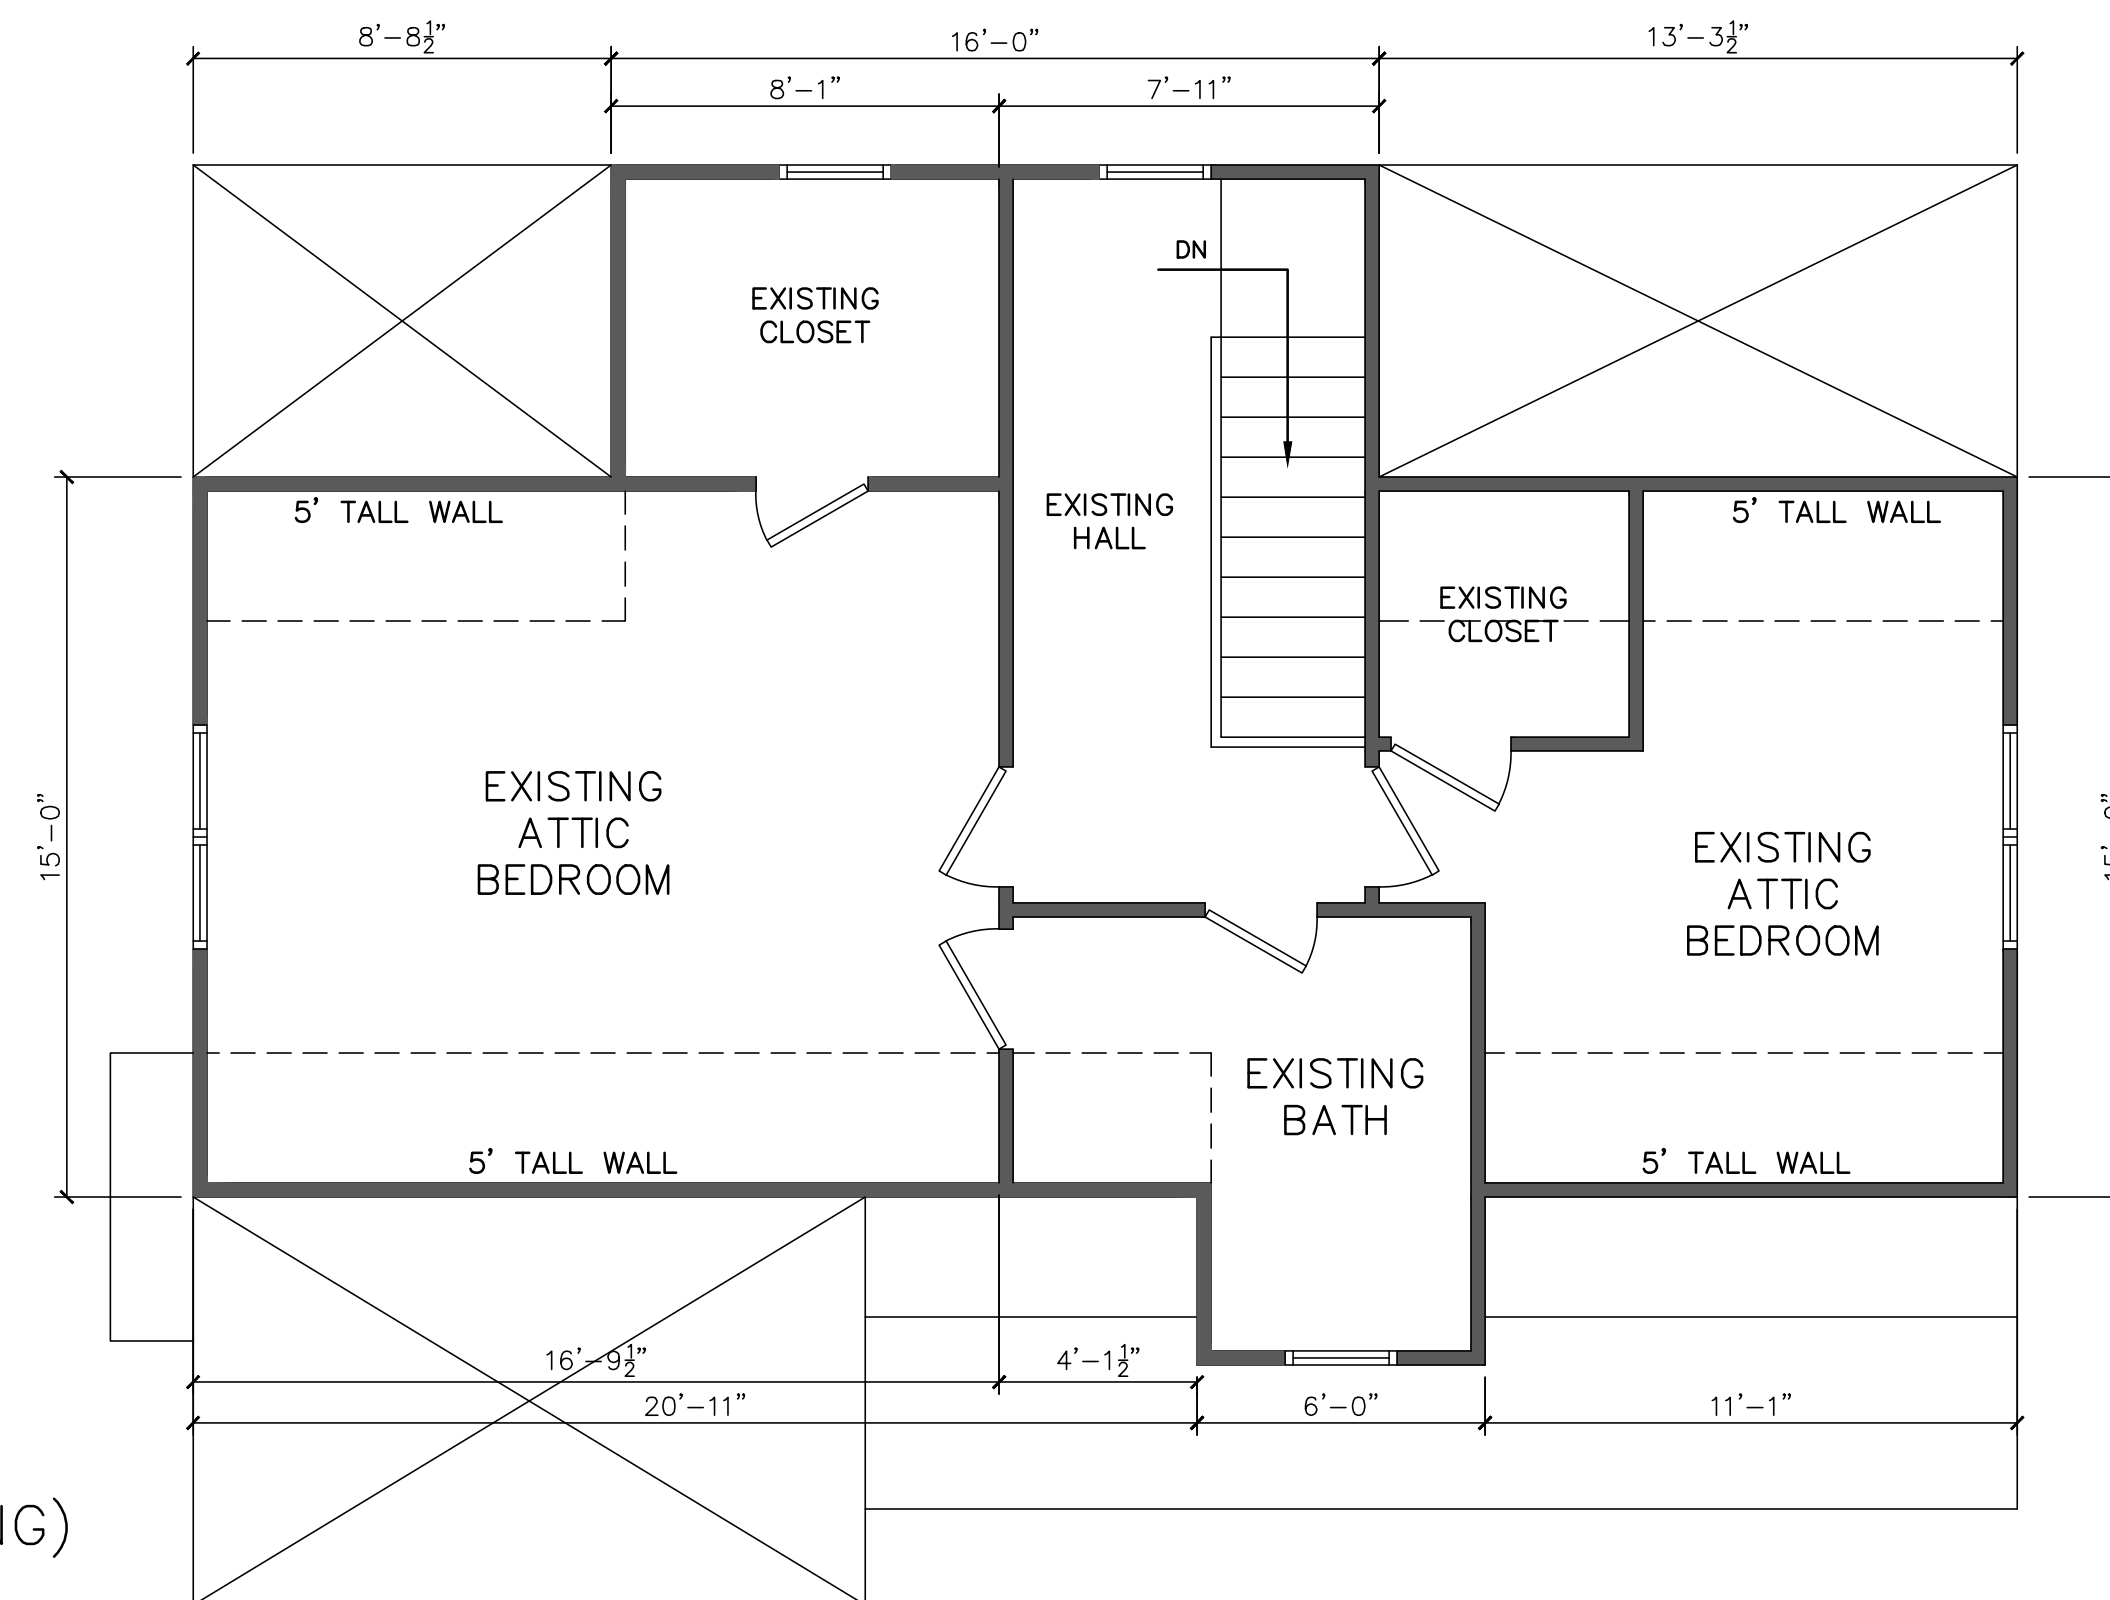 8'-8½"
16'-0"
13'-3½"
8'-1"
7'-11"
DN
EXISTING
CLOSET
5' TALL WALL
EXISTING
HALL
5' TALL WALL
EXISTING
CLOSET
15'-0"
EXISTING
ATTIC
BEDROOM
EXISTING
ATTIC
BEDROOM
EXISTING
BATH
5' TALL WALL
5' TALL WALL
16'-9½"
4'-1½"
20'-11"
6'-0"
11'-1"
G)